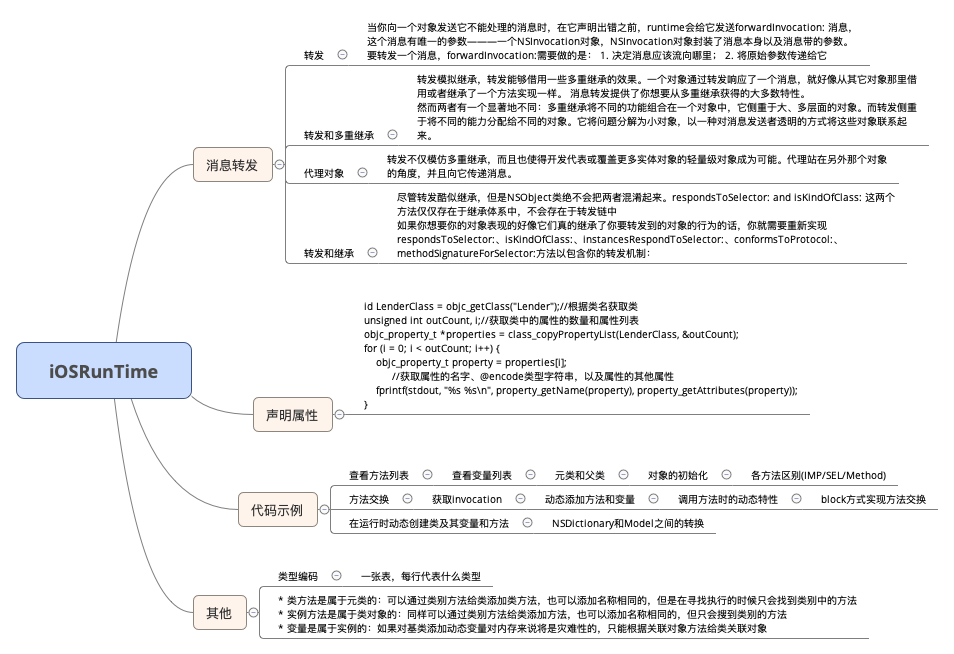 iOSRunTime
消息转发
转发
当你向一个对象发送它不能处理的消息时，在它声明出错之前，runtime会给它发送forwardInvocation: 消息，
这个消息有唯一的参数———一个NSInvocation对象，NSInvocation对象封装了消息本身以及消息带的参数。
要转发一个消息，forwardInvocation:需要做的是： 1. 决定消息应该流向哪里； 2. 将原始参数传递给它
转发和多重继承
转发模拟继承，转发能够借用一些多重继承的效果。一个对象通过转发响应了一个消息，就好像从其它对象那里借
用或者继承了一个方法实现一样。 消息转发提供了你想要从多重继承获得的大多数特性。
然而两者有一个显著地不同：多重继承将不同的功能组合在一个对象中，它侧重于大、多层面的对象。而转发侧重
于将不同的能力分配给不同的对象。它将问题分解为小对象，以一种对消息发送者透明的方式将这些对象联系起
来。
代理对象
转发不仅模仿多重继承，而且也使得开发代表或覆盖更多实体对象的轻量级对象成为可能。代理站在另外那个对象
的角度，并且向它传递消息。
转发和继承
尽管转发酷似继承，但是NSObject类绝不会把两者混淆起来。respondsToSelector: and isKindOfClass: 这两个
方法仅仅存在于继承体系中，不会存在于转发链中
如果你想要你的对象表现的好像它们真的继承了你要转发到的对象的行为的话，你就需要重新实现
respondsToSelector:、isKindOfClass:、instancesRespondToSelector:、conformsToProtocol:、
methodSignatureForSelector:方法以包含你的转发机制：
声明属性
id LenderClass = objc_getClass("Lender");//根据类名获取类
unsigned int outCount, i;//获取类中的属性的数量和属性列表
objc_property_t *properties = class_copyPropertyList(LenderClass, &outCount);
for (i = 0; i < outCount; i++) {
objc_property_t property = properties[i];
//获取属性的名字、@encode类型字符串，以及属性的其他属性
fprintf(stdout, "%s %s\n", property_getName(property), property_getAttributes(property));
}
代码示例
查看方法列表 查看变量列表 元类和父类 对象的初始化 各方法区别(IMP/SEL/Method)
方法交换 获取invocation 动态添加方法和变量 调用方法时的动态特性 block方式实现方法交换
在运行时动态创建类及其变量和方法 NSDictionary和Model之间的转换
其他
类型编码 一张表，每行代表什么类型
* 类方法是属于元类的：可以通过类别方法给类添加类方法，也可以添加名称相同的，但是在寻找执行的时候只会找到类别中的方法
* 实例方法是属于类对象的：同样可以通过类别方法给类添加方法，也可以添加名称相同的，但只会搜到类别的方法
* 变量是属于实例的：如果对基类添加动态变量对内存来说将是灾难性的，只能根据关联对象方法给类关联对象